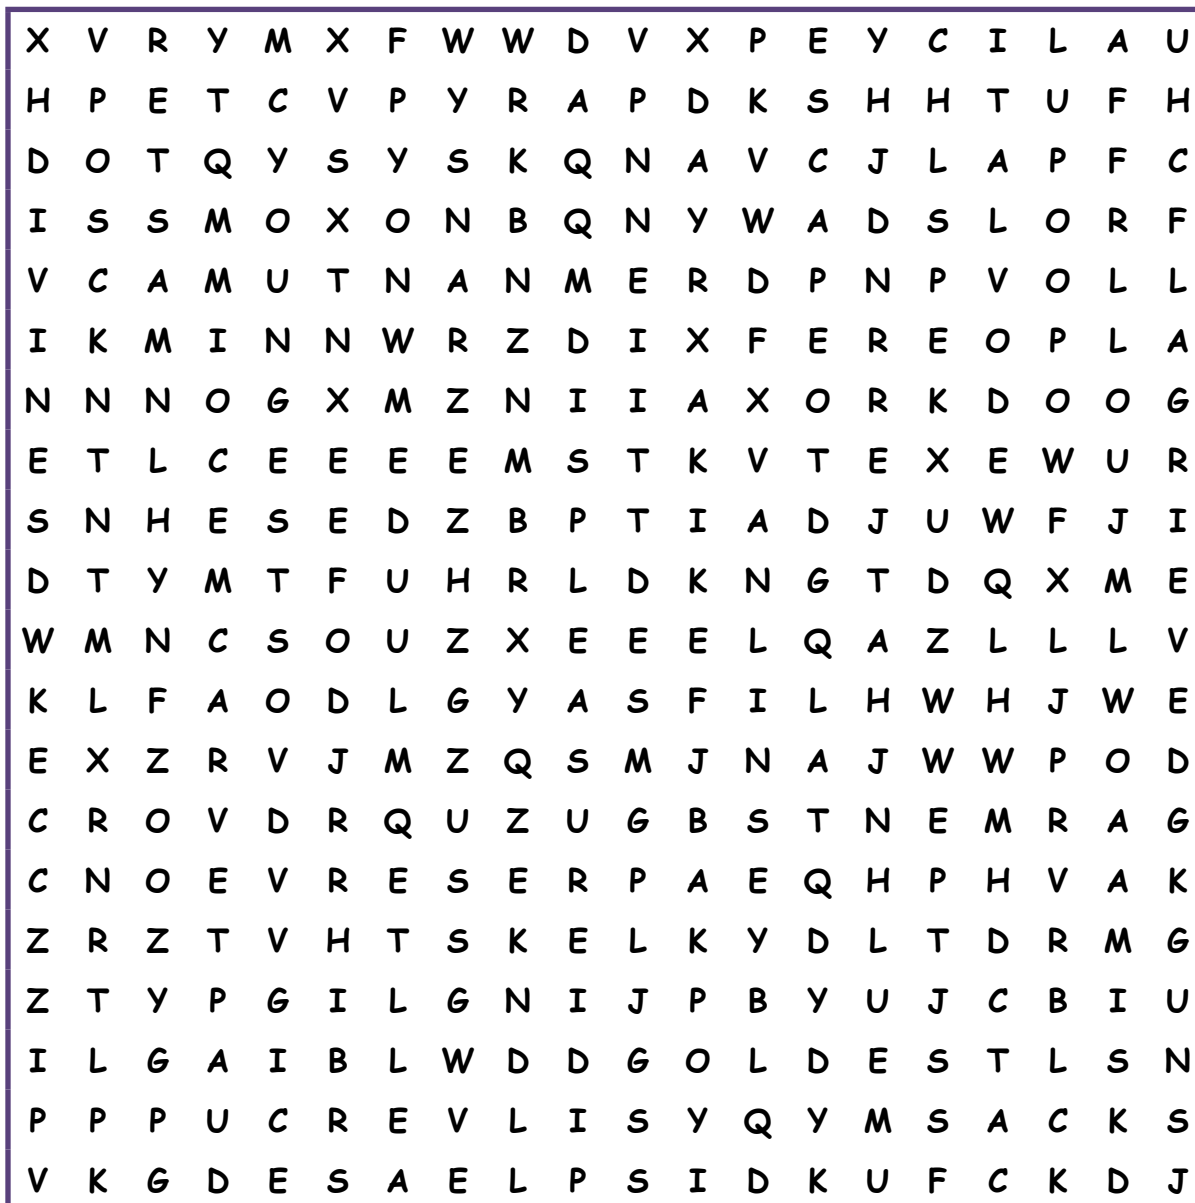 X V R Y M X F W W D V X P E Y C I L A U
H P E T C V P Y R A P D K S H H T U F H
D O T Q Y S Y S K Q N A V C J L A P F C
I S S M O X O N B Q N Y W A D S L O R F
V C A M U T N A N M E R D P N P V O L L
I K M I N N W R Z D I X F E R E O P L A
N N N O G X M Z N I I A X O R K D O O G
E T L C E E E E M S T K V T E X E W U R
S N H E S E D Z B P T I A D J U W F J I
D T Y M T F U H R L D K N G T D Q X M E
W M N C S O U Z X E E E L Q A Z L L L V
K L F A O D L G Y A S F I L H W H J W E
E X Z R V J M Z Q S M J N A J W W P O D
C R O V D R Q U Z U G B S T N E M R A G
C N O E V R E S E R P A E Q H P H V A K
Z R Z T V H T S K E L K Y D L T D R M G
Z T Y P G I L G N I J P B Y U J C B I U
I L G A I B L W D D G O L D E S T L S N
P P P U C R E V L I S Y Q Y M S A C K S
V K G D E S A E L P S I D K U F C K D J